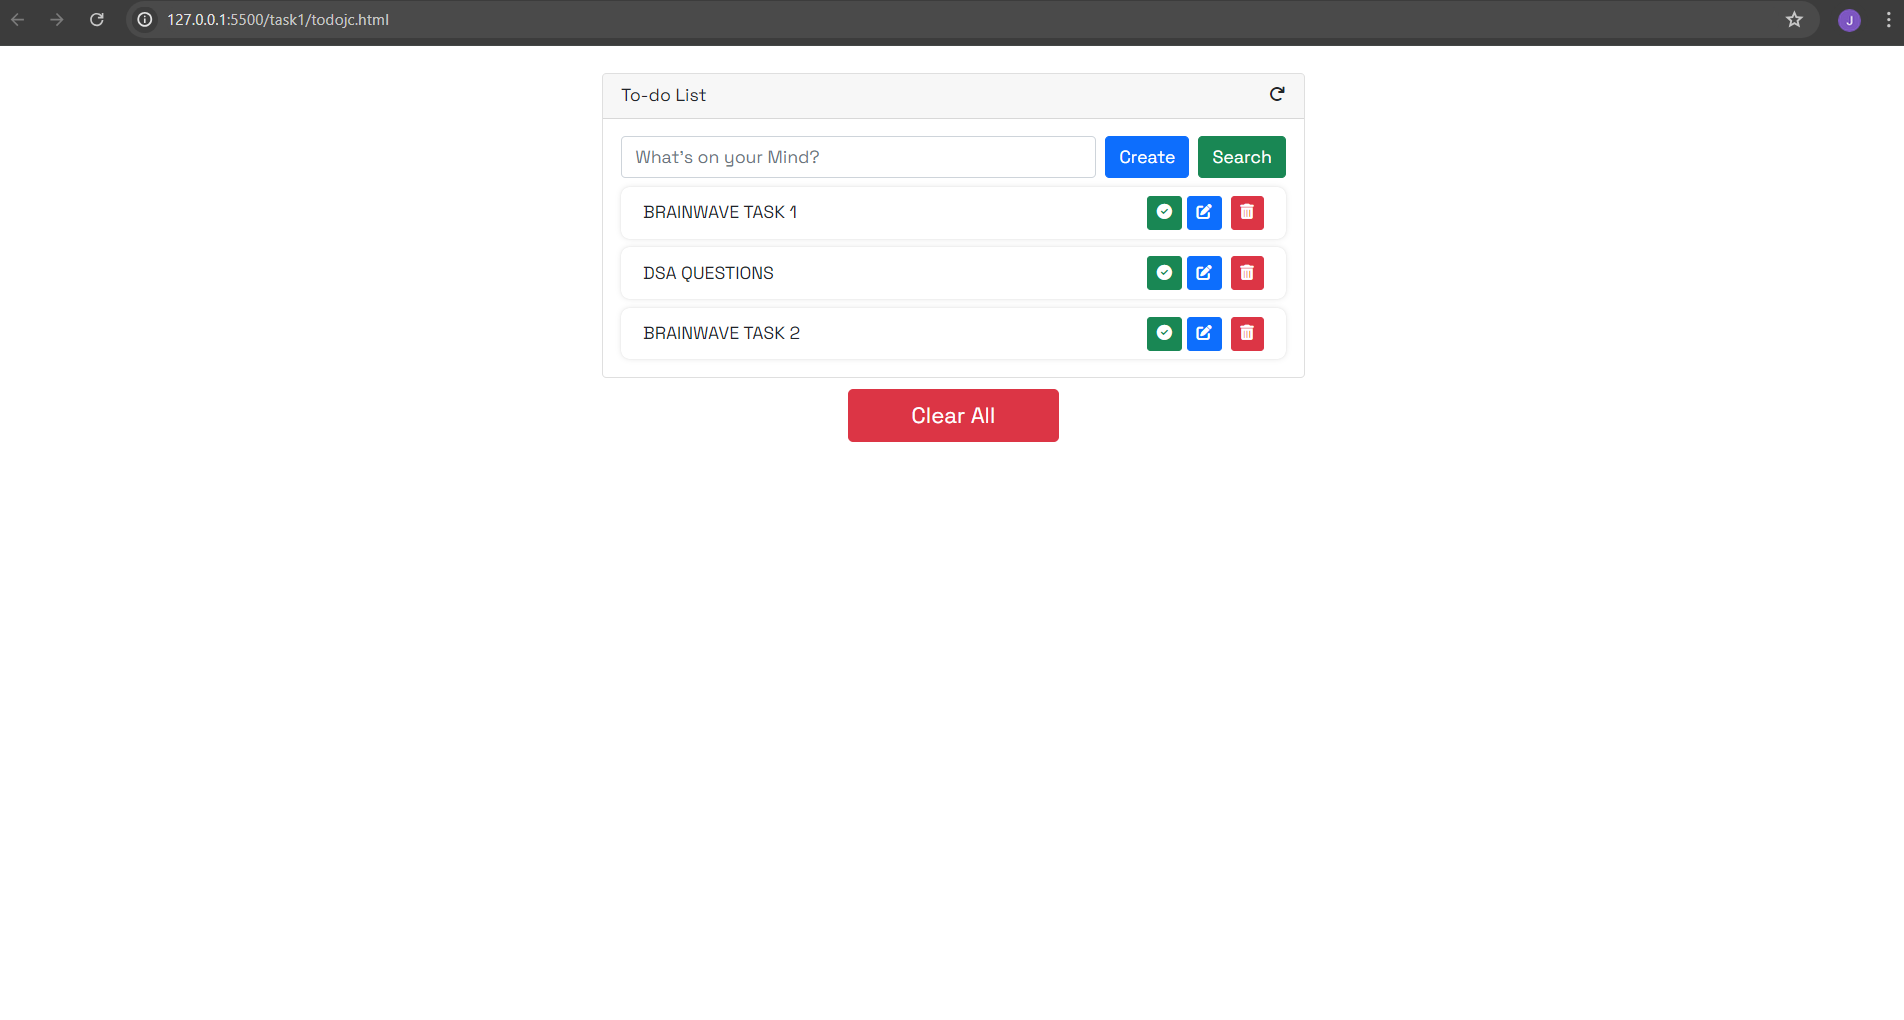 127.0.0.1:5500/task1/todojc.html
J
To-do List
What's on your Mind? Create Search
BRAINWAVE TASK 1
DSA QUESTIONS
BRAINWAVE TASK 2
Clear All